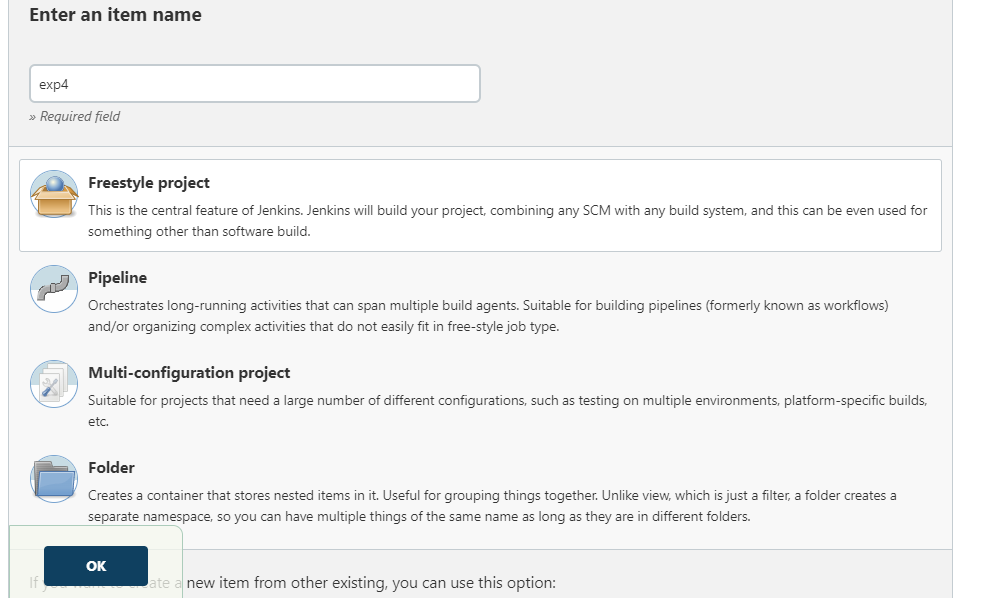 Enter an item name
exp4
» Required field
Freestyle project
This is the central feature of Jenkins. Jenkins will build your project, combining any SCM with any build system, and this can be even used for
something other than software build.
Pipeline
Orchestrates long-running activities that can span multiple build agents. Suitable for building pipelines (formerly known as workflows)
and/or organizing complex activities that do not easily fit in free-style job type.
Multi-configuration project
Suitable for projects that need a large number of different configurations, such as testing on multiple environments, platform-specific builds,
etc.
Folder
Creates a container that stores nested items in it. Useful for grouping things together. Unlike view, which is just a filter, a folder creates a
separate namespace, so you can have multiple things of the same name as long as they are in different folders.
OK
If a new item from other existing, you can use this option: